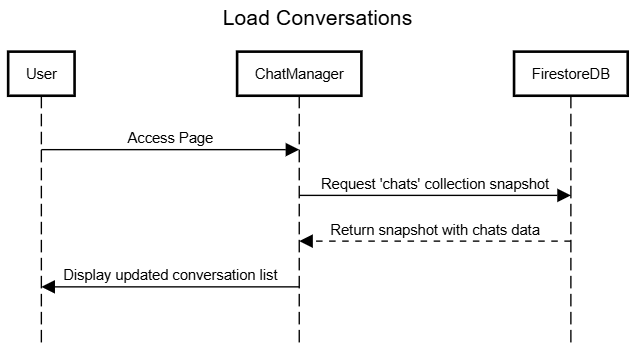 Load Conversations
User
ChatManager
FirestoreDB
Access Page
Request 'chats' collection snapshot
Return snapshot with chats data
Display updated conversation list